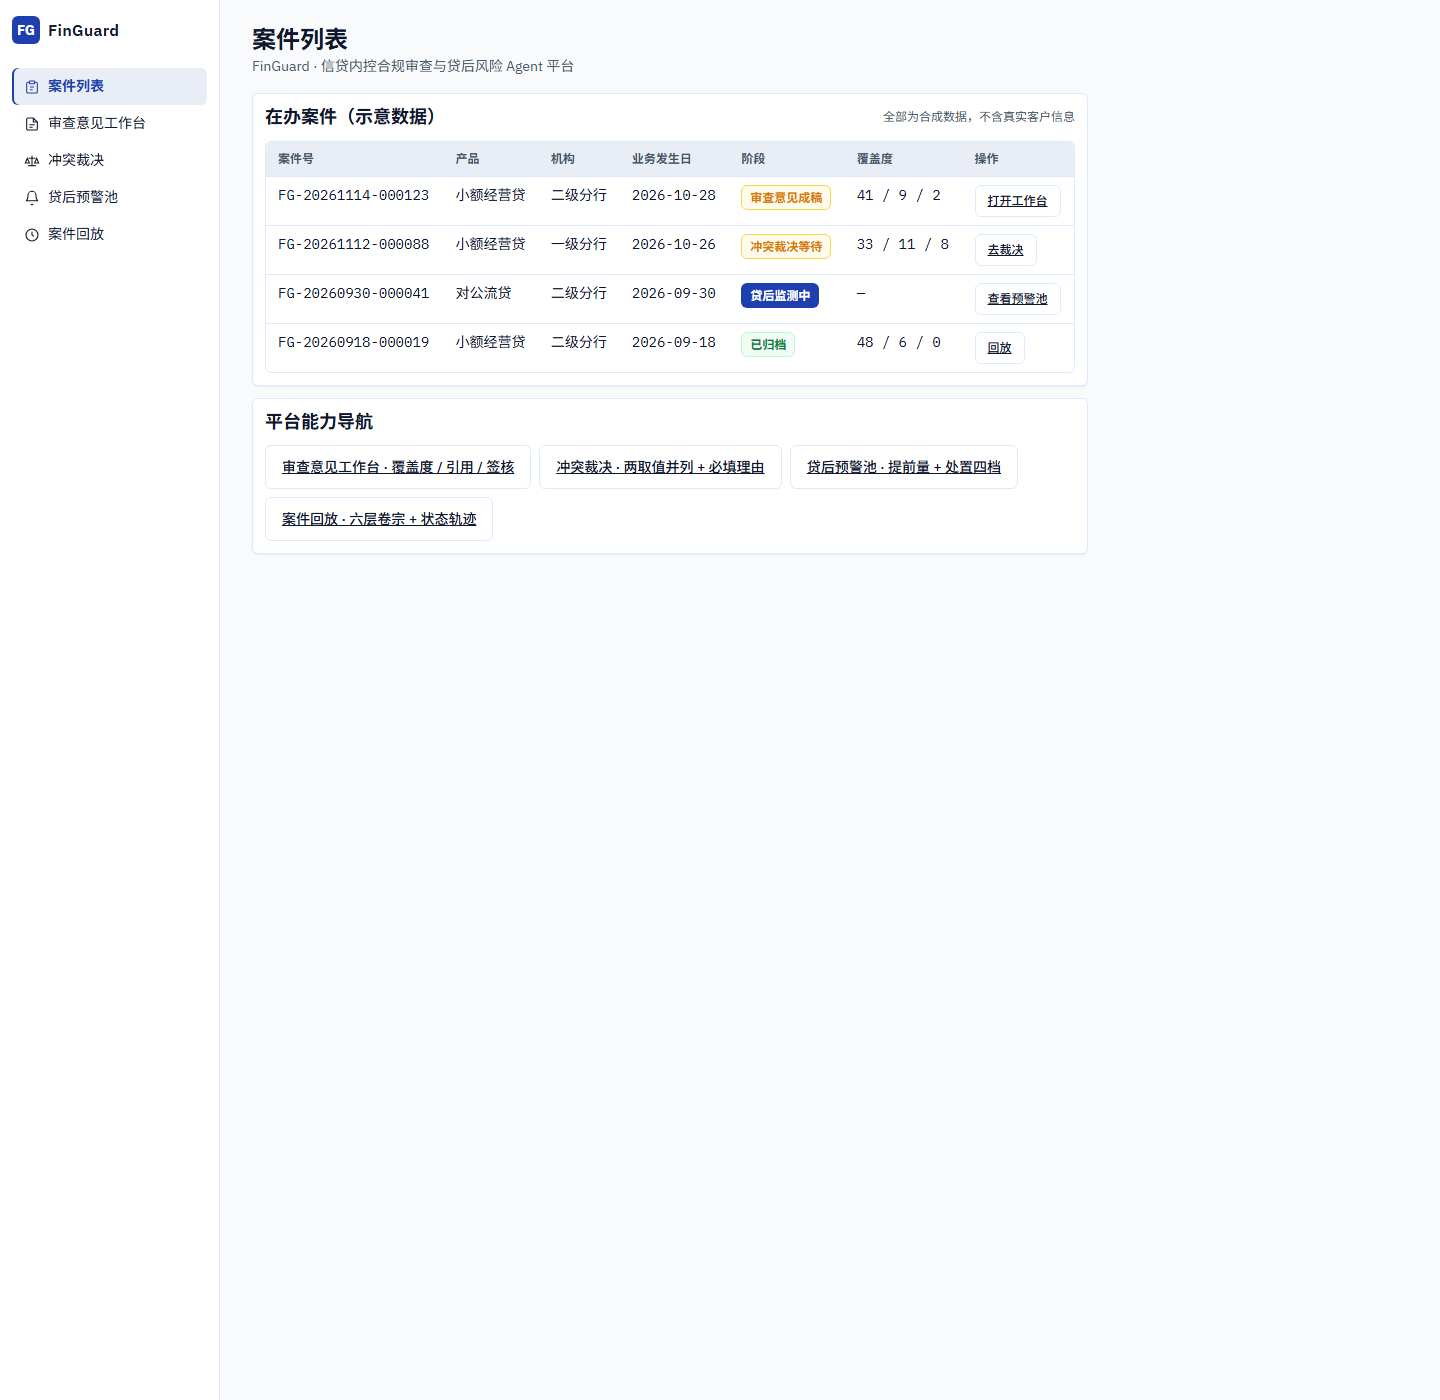 FG FinGuard
案件列表
审查意见工作台
冲突裁决
贷后预警池
案件回放
案件列表
FinGuard · 信贷内控合规审查与贷后风险 Agent 平台
在办案件（示意数据） 全部为合成数据，不含真实客户信息
案件号 产品 机构 业务发生日 阶段 覆盖度 操作
FG-20261114-000123 小额经营贷 二级分行 2026-10-28 审查意见成稿 41 / 9 / 2 打开工作台
FG-20261112-000088 小额经营贷 一级分行 2026-10-26 冲突裁决等待 33 / 11 / 8 去裁决
FG-20260930-000041 对公流贷 二级分行 2026-09-30 贷后监测中 — 查看预警池
FG-20260918-000019 小额经营贷 二级分行 2026-09-18 已归档 48 / 6 / 0 回放
平台能力导航
审查意见工作台 · 覆盖度 / 引用 / 签核 冲突裁决 · 两取值并列 + 必填理由 贷后预警池 · 提前量 + 处置四档
案件回放 · 六层卷宗 + 状态轨迹